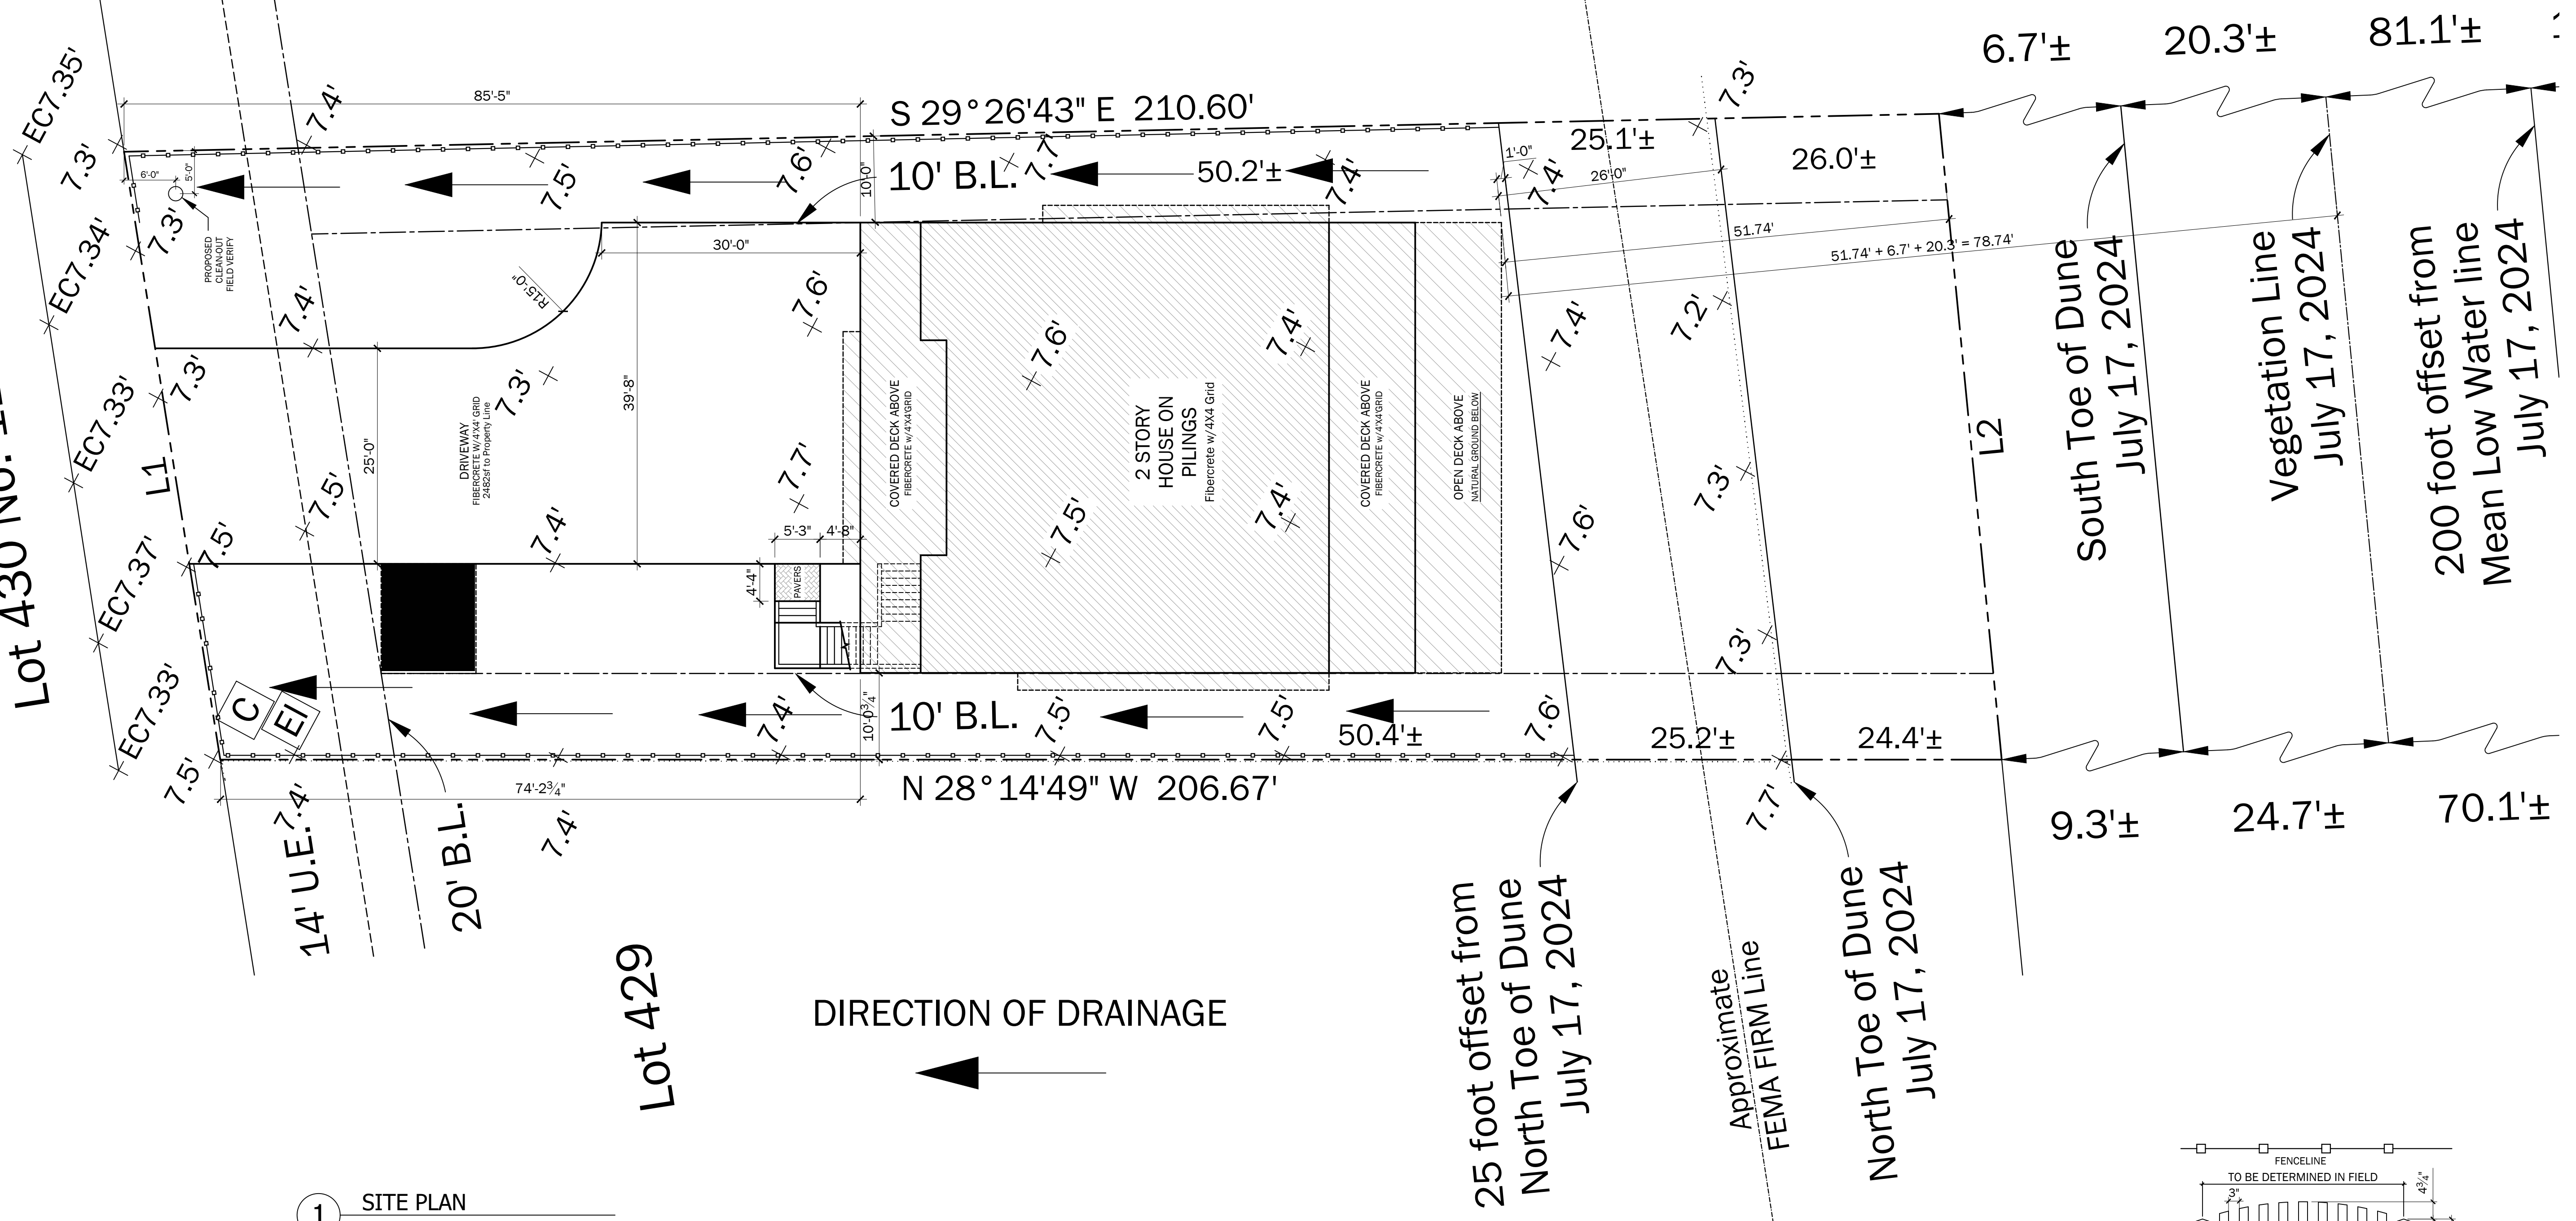 6.7'±
20.3'±
81.1'±
EC7.35'
7.3'
7.4'
85'-5"
S 29°26'43" E 210.60'
7.3'
25.1'±
26.0'±
1'-0"
26'-0"
6'-0"
5'-0"
7.3'
7.5'
7.6'
10'-0"
10' B.L.
7.7'
50.2'±
7.4'
7.4'
PROPOSED
CLEAN-OUT
FIELD VERIFY
EC7.34'
30'-0"
R15'-0"
51.74'
51.74' + 6.7' + 20.3' = 78.74'
7.4'
7.6'
7.6'
7.4'
7.4'
7.2'
South Toe of Dune
July 17, 2024
Vegetation Line
July 17, 2024
200 foot offset from
Mean Low Water line
July 17, 2024
EC7.33'
7.3'
7.3'
39'-8"
25'-0"
DRIVEWAY
FIBERCRETE W/4'X4' GRID
2482sf to Property Line
COVERED DECK ABOVE
FIBERCRETE w/4'X4'GRID
2 STORY
HOUSE ON
PILINGS
Fibercrete w/4X4 Grid
COVERED DECK ABOVE
FIBERCRETE w/4'X4'GRID
OPEN DECK ABOVE
NATURAL GROUND BELOW
L1
L2
Lot 430
7.5'
7.7'
7.3'
EC7.37'
7.5'
7.4'
5'-3"
4'-8"
7.5'
7.4'
7.6'
4'-4"
PAVERS
7.3'
EC7.33'
C
EI
7.5'
7.4'
10'-0¾"
10' B.L.
7.5'
7.5'
50.4'±
7.6'
25.2'±
24.4'±
74'-2¾"
N 28°14'49" W 206.67'
7.4'
7.4'
7.7'
9.3'±
24.7'±
70.1'±
14' U.E.
20' B.L.
Lot 429
DIRECTION OF DRAINAGE
25 foot offset from
North Toe of Dune
July 17, 2024
Approximate
FEMA FIRM Line
North Toe of Dune
July 17, 2024
1
SITE PLAN
FENCELINE
TO BE DETERMINED IN FIELD
3"
4¾"